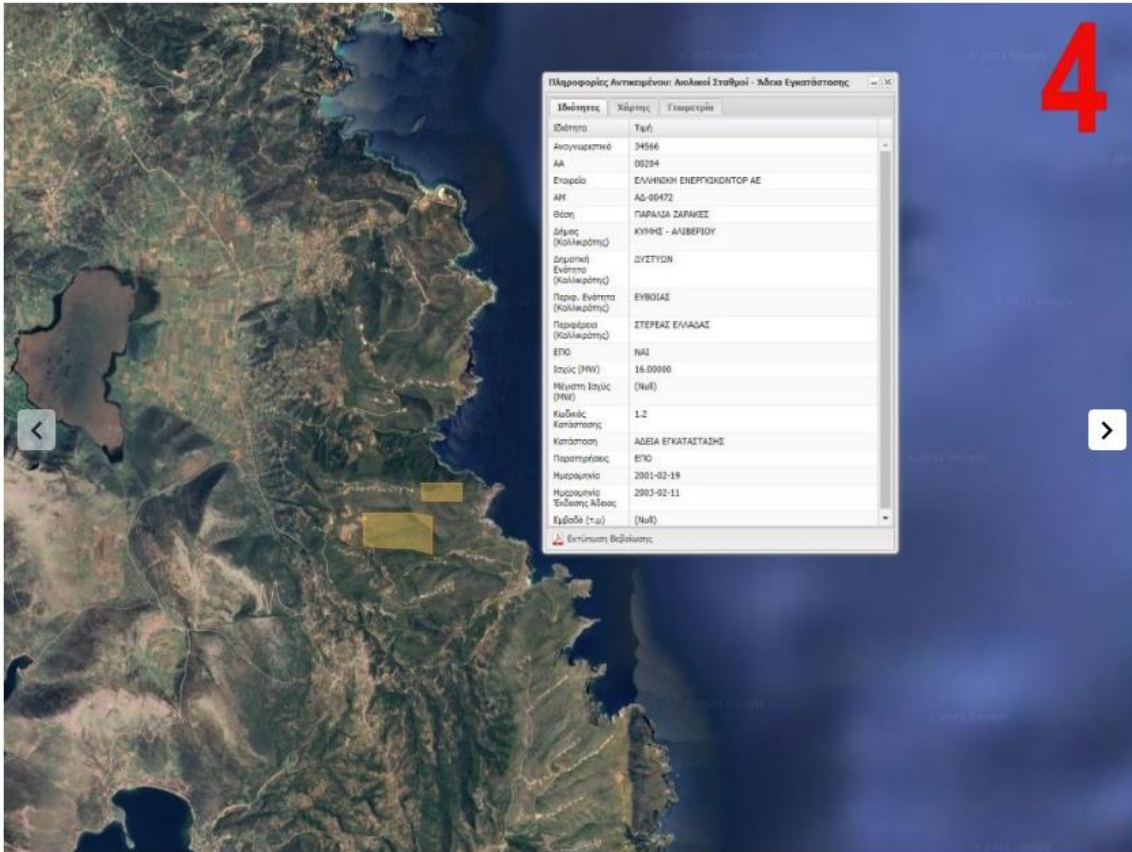 4
Πληροφορίες Αντικειμένου: Αιολικοί Σταθμοί - Άδεια Εγκατάστασης
Ιδιότητες Χάρτης Γεωμετρία
Ιδιότητα Τιμή
Αναγνωριστικό 34566
ΑΑ 00204
Εταιρεία ΕΛΛΗΝΙΚΗ ΕΝΕΡΓΚΙΚΟΝΤΟΡ ΑΕ
ΑΜ ΑΔ-00472
Θέση ΠΑΡΑΛΙΑ ΖΑΡΑΚΕΣ
Δήμος
(Καλλικράτης) ΚΥΜΗΣ - ΑΛΙΒΕΡΙΟΥ
Δημοτική
Ενότητα
(Καλλικράτης) ΔΥΣΤΥΩΝ
Περιφ. Ενότητα
(Καλλικράτης) ΕΥΒΟΙΑΣ
Περιφέρεια
(Καλλικράτης) ΣΤΕΡΕΑΣ ΕΛΛΑΔΑΣ
ΕΠΟ ΝΑΙ
Ισχύς (MW) 16.00000
Μέγιστη Ισχύς
(MW) (Null)
Κωδικός
Κατάστασης 1.2
Κατάσταση ΑΔΕΙΑ ΕΓΚΑΤΑΣΤΑΣΗΣ
Παρατηρήσεις ΕΠΟ
Ημερομηνία 2001-02-19
Ημερομηνία
Έκδοσης Άδειας 2003-02-11
Εμβαδό (τ.μ) (Null)
Εκτύπωση Βεβαίωσης